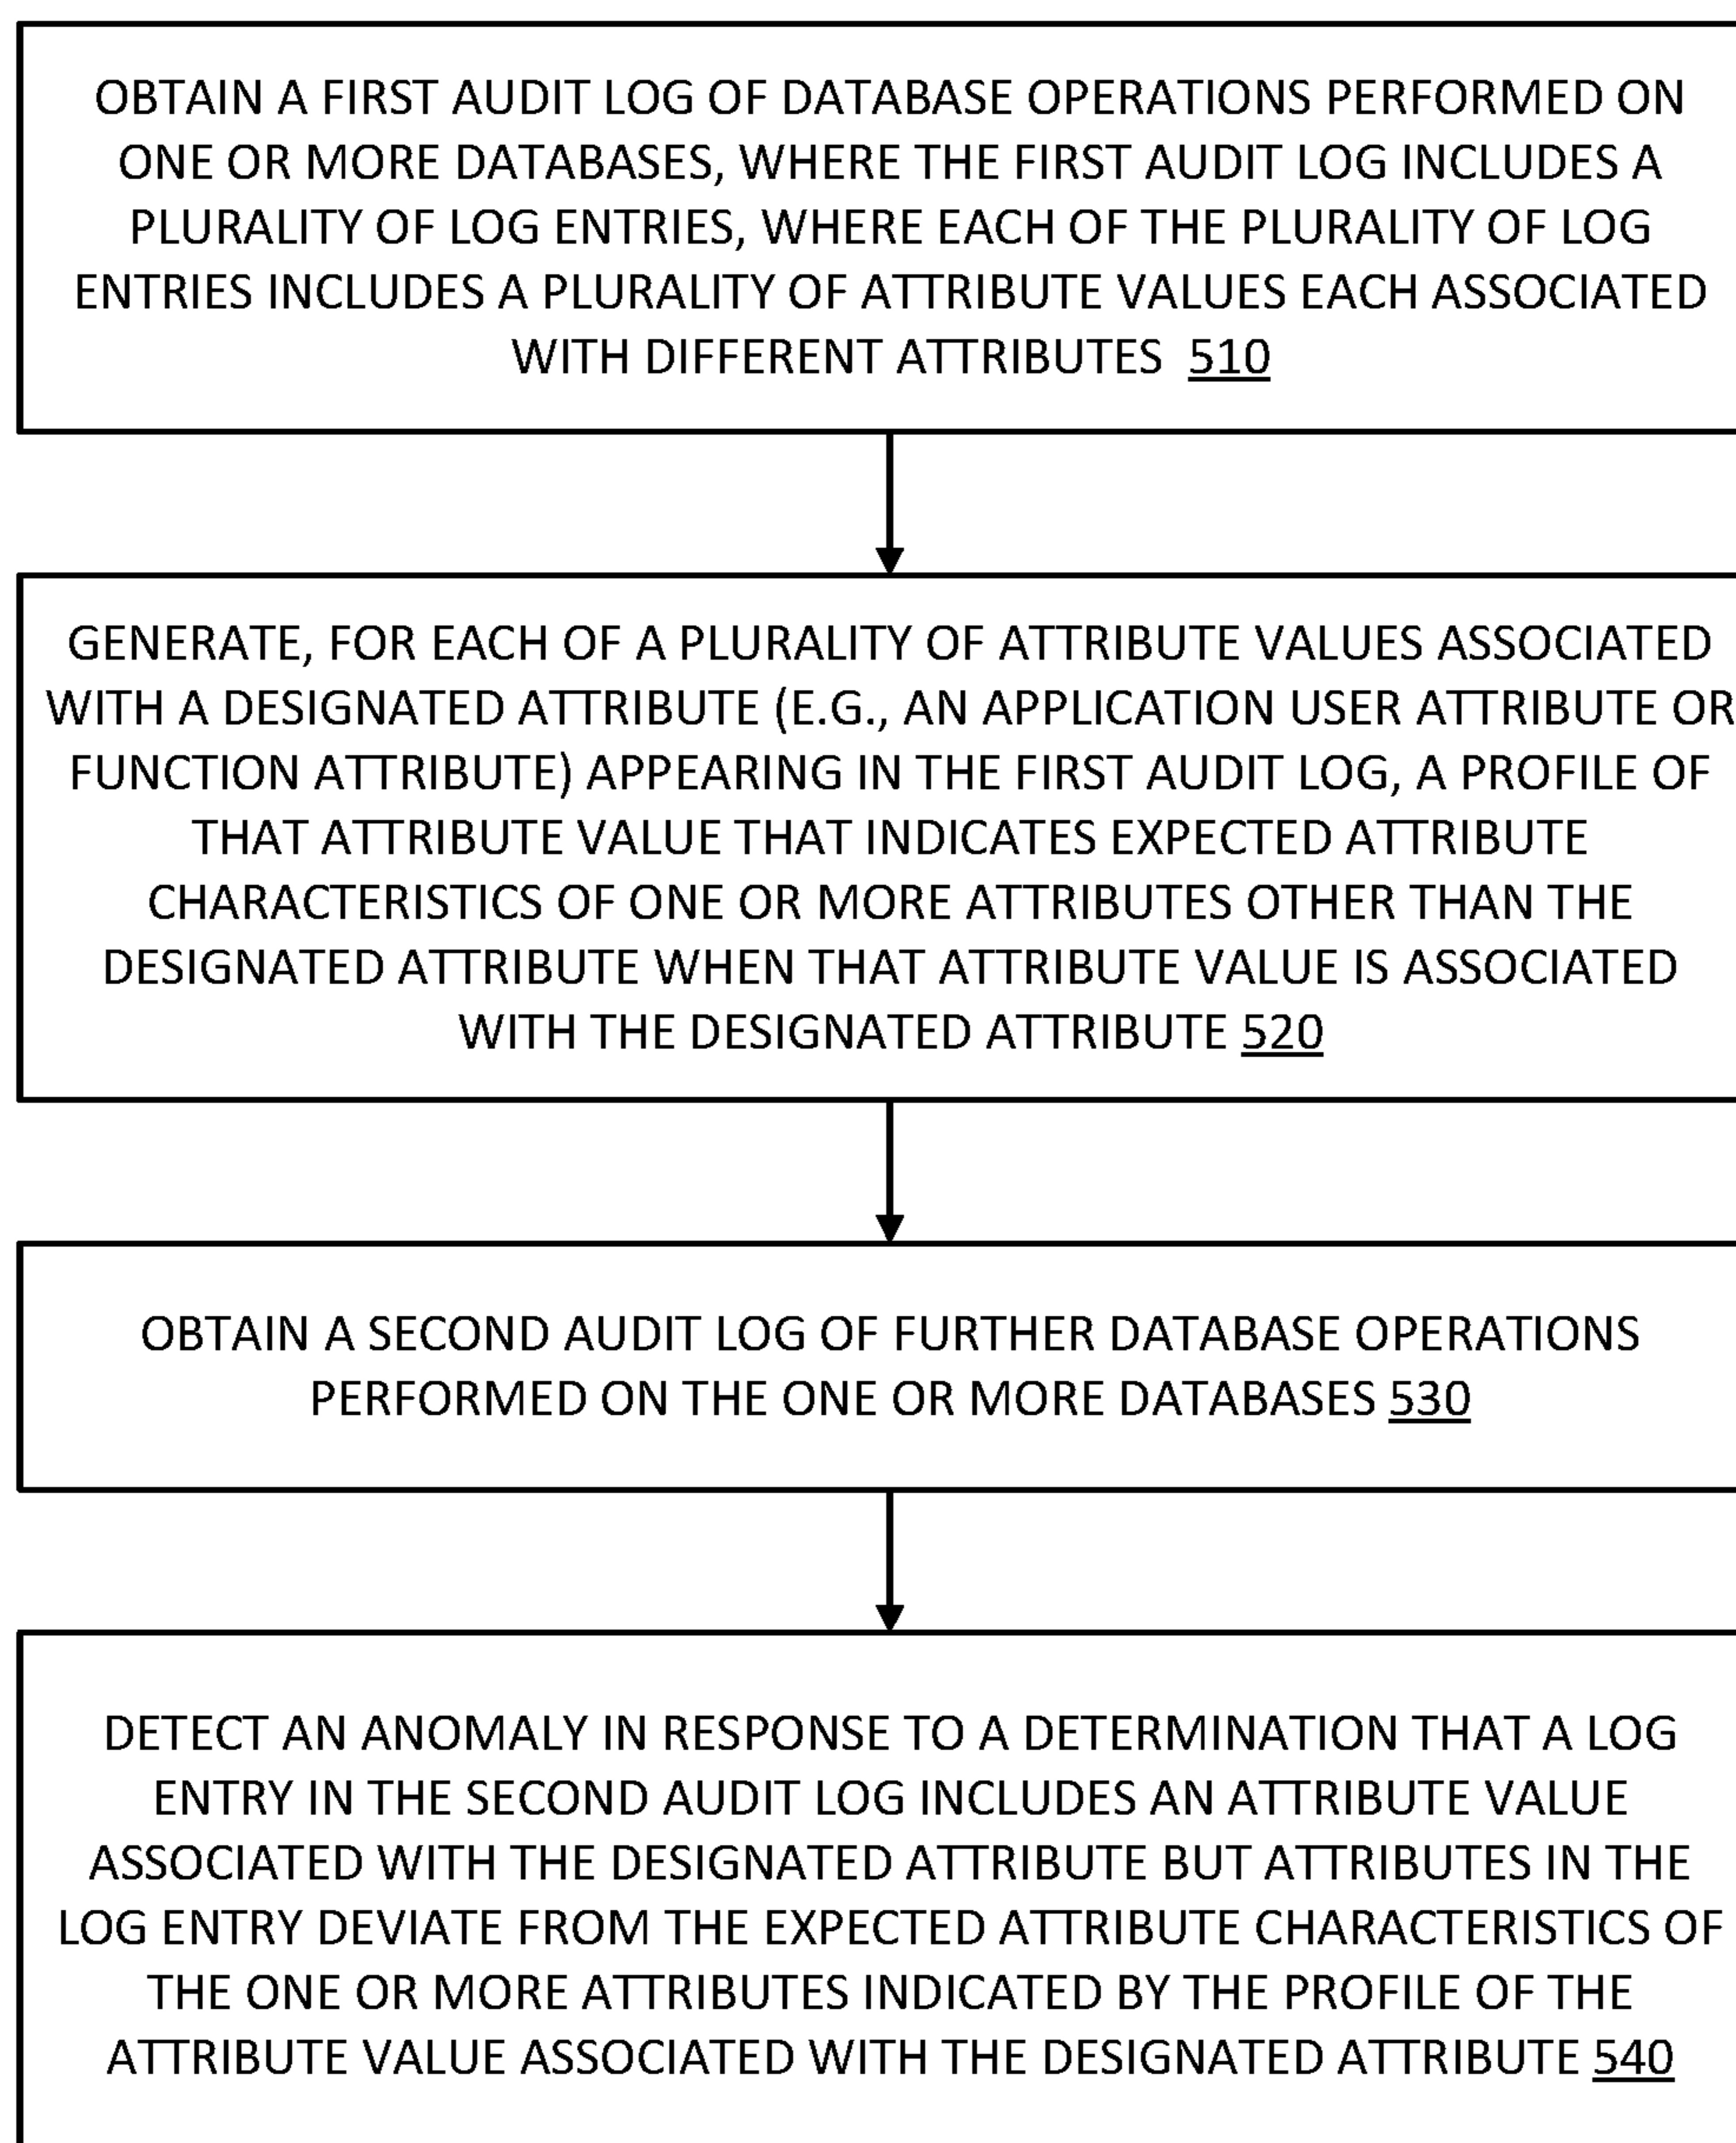 OBTAIN A FIRST AUDIT LOG OF DATABASE OPERATIONS PERFORMED ON
ONE OR MORE DATABASES, WHERE THE FIRST AUDIT LOG INCLUDES A
PLURALITY OF LOG ENTRIES, WHERE EACH OF THE PLURALITY OF LOG
ENTRIES INCLUDES A PLURALITY OF ATTRIBUTE VALUES EACH ASSOCIATED
WITH DIFFERENT ATTRIBUTES 510
GENERATE, FOR EACH OF A PLURALITY OF ATTRIBUTE VALUES ASSOCIATED
WITH A DESIGNATED ATTRIBUTE (E.G., AN APPLICATION USER ATTRIBUTE OR
FUNCTION ATTRIBUTE) APPEARING IN THE FIRST AUDIT LOG, A PROFILE OF
THAT ATTRIBUTE VALUE THAT INDICATES EXPECTED ATTRIBUTE
CHARACTERISTICS OF ONE OR MORE ATTRIBUTES OTHER THAN THE
DESIGNATED ATTRIBUTE WHEN THAT ATTRIBUTE VALUE IS ASSOCIATED
WITH THE DESIGNATED ATTRIBUTE 520
OBTAIN A SECOND AUDIT LOG OF FURTHER DATABASE OPERATIONS
PERFORMED ON THE ONE OR MORE DATABASES 530
DETECT AN ANOMALY IN RESPONSE TO A DETERMINATION THAT A LOG
ENTRY IN THE SECOND AUDIT LOG INCLUDES AN ATTRIBUTE VALUE
ASSOCIATED WITH THE DESIGNATED ATTRIBUTE BUT ATTRIBUTES IN THE
LOG ENTRY DEVIATE FROM THE EXPECTED ATTRIBUTE CHARACTERISTICS OF
THE ONE OR MORE ATTRIBUTES INDICATED BY THE PROFILE OF THE
ATTRIBUTE VALUE ASSOCIATED WITH THE DESIGNATED ATTRIBUTE 540